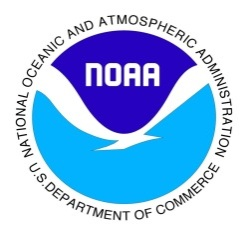 NATIONAL OCEANIC AND ATMOSPHERIC ADMINISTRATION
NOAA
U.S. DEPARTMENT OF COMMERCE